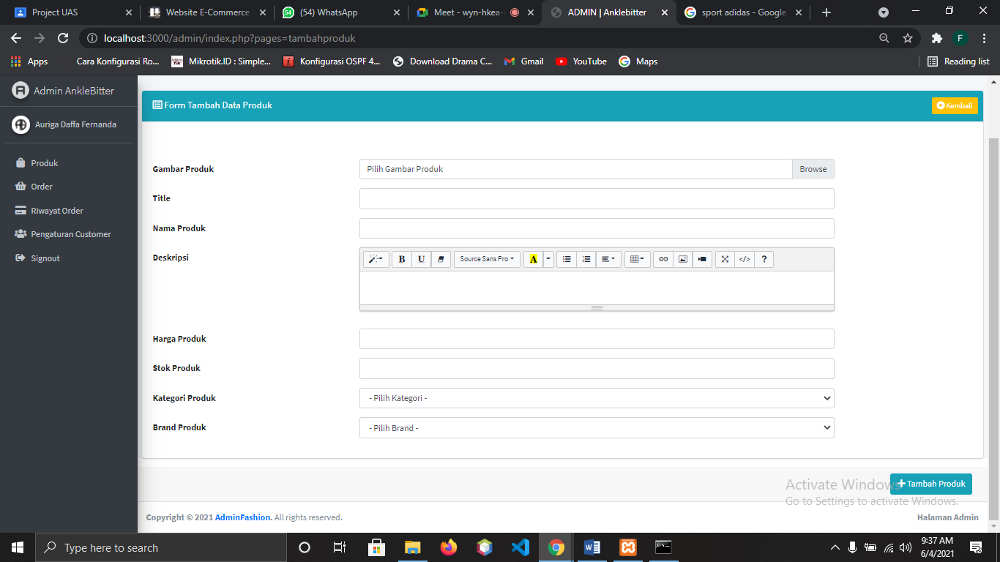 Project UAS
Website E-Commerce
(54) WhatsApp
Meet - wyn-hkea-
ADMIN | Anklebitter
sport adidas - Google
localhost:3000/admin/index.php?pages=tambahproduk
F
Apps
Cara Konfigurasi Ro...
Mikrotik.ID : Simple...
Konfigurasi OSPF 4...
Download Drama C...
Gmail
YouTube
Maps
Reading list
Admin AnkleBitter
Auriga Daffa Fernanda
Produk
Order
Riwayat Order
Pengaturan Customer
Signout
Form Tambah Data Produk
Kembali
Gambar Produk
Pilih Gambar Produk
Browse
Title
Nama Produk
Deskripsi
B U Source Sans Pro A </> ?
Harga Produk
Stok Produk
Kategori Produk
- Pilih Kategori -
Brand Produk
- Pilih Brand -
Tambah Produk
Activate Windows
Go to Settings to activate Windows.
Copyright © 2021 AdminFashion. All rights reserved.
Halaman Admin
Type here to search
9:37 AM
6/4/2021